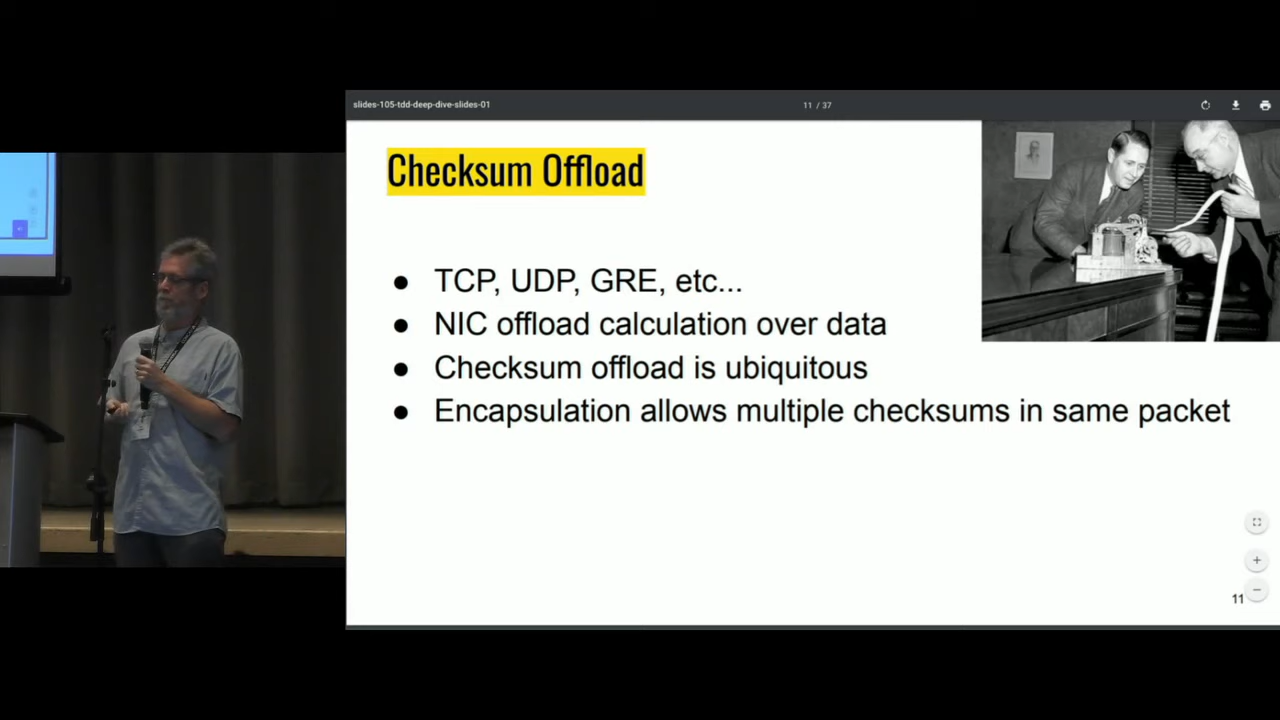 slides-105-tdd-deep-dive-slides-01
11 / 37
Checksum Offload
● TCP, UDP, GRE, etc...
● NIC offload calculation over data
● Checksum offload is ubiquitous
● Encapsulation allows multiple checksums in same packet
11